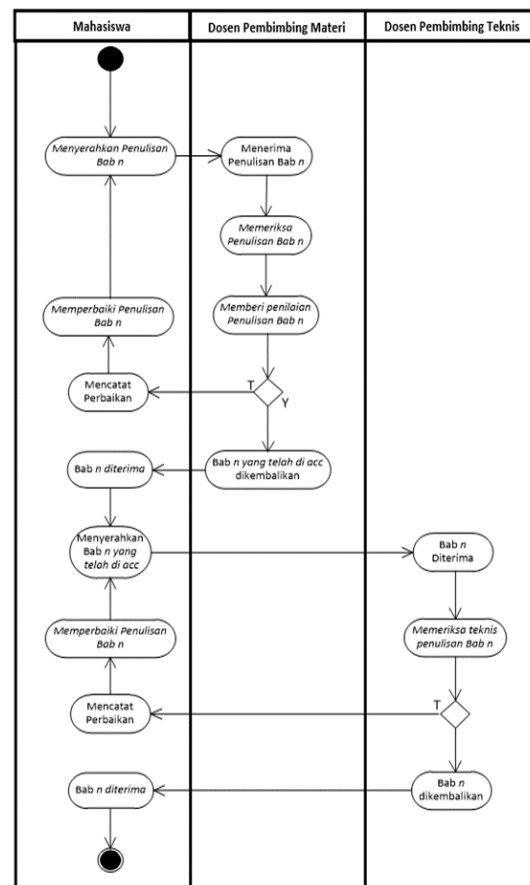 Mahasiswa
Dosen Pembimbing Materi
Dosen Pembimbing Teknis
Menyerahkan Penulisan
Bab n
Menerima
Penulisan Bab n
Memeriksa
Penulisan Bab n
Memperbaiki Penulisan
Bab n
Memberi penilaian
Penulisan Bab n
Mencatat
Perbaikan
T
Y
Bab n diterima
Bab n yang telah di acc
dikembalikan
Menyerahkan
Bab n yang
telah di acc
Bab n
Diterima
Memperbaiki Penulisan
Bab n
Memeriksa teknis
penulisan Bab n
Mencatat
Perbaikan
T
Bab n diterima
Bab n
dikembalikan